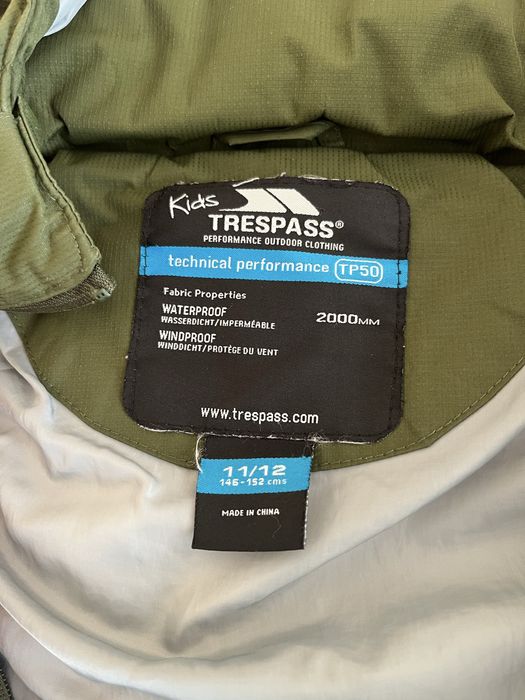 Kids
TRESPASS®
PERFORMANCE OUTDOOR CLOTHING
technical performance TP50
Fabric Properties
WATERPROOF 2000MM
WASSERDICHT/IMPERMÉABLE
WINDPROOF
WINDDICHT/PROTÈGE DU VENT
www.trespass.com
11/12
146-152 cms
MADE IN CHINA